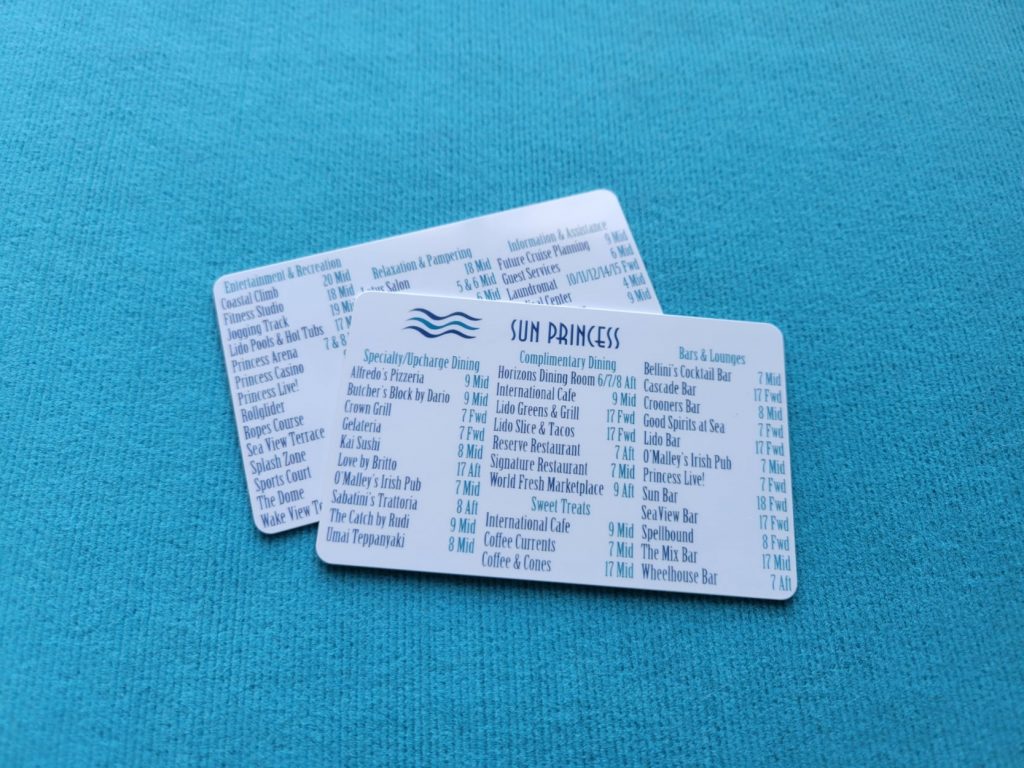 Entertainment & Recreation
Coastal Climb 20 Mid
Fitness Studio 18 Mid
Jogging Track 19
Lido Pools & Hot Tubs 17
Princess Arena 7 & 8
Princess Casino
Princess Live!
Rollglider
Ropes Course
Sea View Terrace
Splash Zone
Sports Court
The Dome
Wake View
Relaxation & Pampering
Salon 18 Mid
5 & 6 Mid
6 Mid
Information & Assistance
Future Cruise Planning 9 Mid
Guest Services 6 Mid
Laundromat 10/11/12/14/15 Fwd
Center 4 Mid
9 Mid
SUN PRINCESS
Specialty/Upcharge Dining
Alfredo's Pizzeria 9 Mid
Butcher's Block by Dario 9 Mid
Crown Grill 7 Fwd
Gelateria 7 Fwd
Kai Sushi 8 Mid
Love by Britto 17 Aft
O'Malley's Irish Pub 7 Mid
Sabatini's Trattoria 8 Aft
The Catch by Rudi 9 Mid
Umai Teppanyaki 8 Mid
Complimentary Dining
Horizons Dining Room 6/7/8 Aft
International Cafe 9 Mid
Lido Greens & Grill 17 Fwd
Lido Slice & Tacos 17 Fwd
Reserve Restaurant 7 Aft
Signature Restaurant 7 Mid
World Fresh Marketplace 9 Aft
Sweet Treats
International Cafe 9 Mid
Coffee Currents 7 Mid
Coffee & Cones 17 Mid
Bars & Lounges
Bellini's Cocktail Bar 7 Mid
Cascade Bar 17 Fwd
Crooners Bar 8 Mid
Good Spirits at Sea 7 Fwd
Lido Bar 17 Fwd
O'Malley's Irish Pub 7 Mid
Princess Live! 7 Fwd
Sun Bar 18 Fwd
SeaView Bar 17 Fwd
Spellbound 8 Fwd
The Mix Bar 17 Mid
Wheelhouse Bar 7 Aft